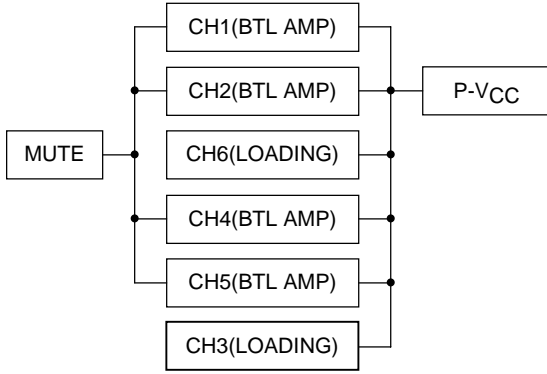 CH1(BTL AMP)
CH2(BTL AMP)
P-VCC
MUTE
CH6(LOADING)
CH4(BTL AMP)
CH5(BTL AMP)
CH3(LOADING)